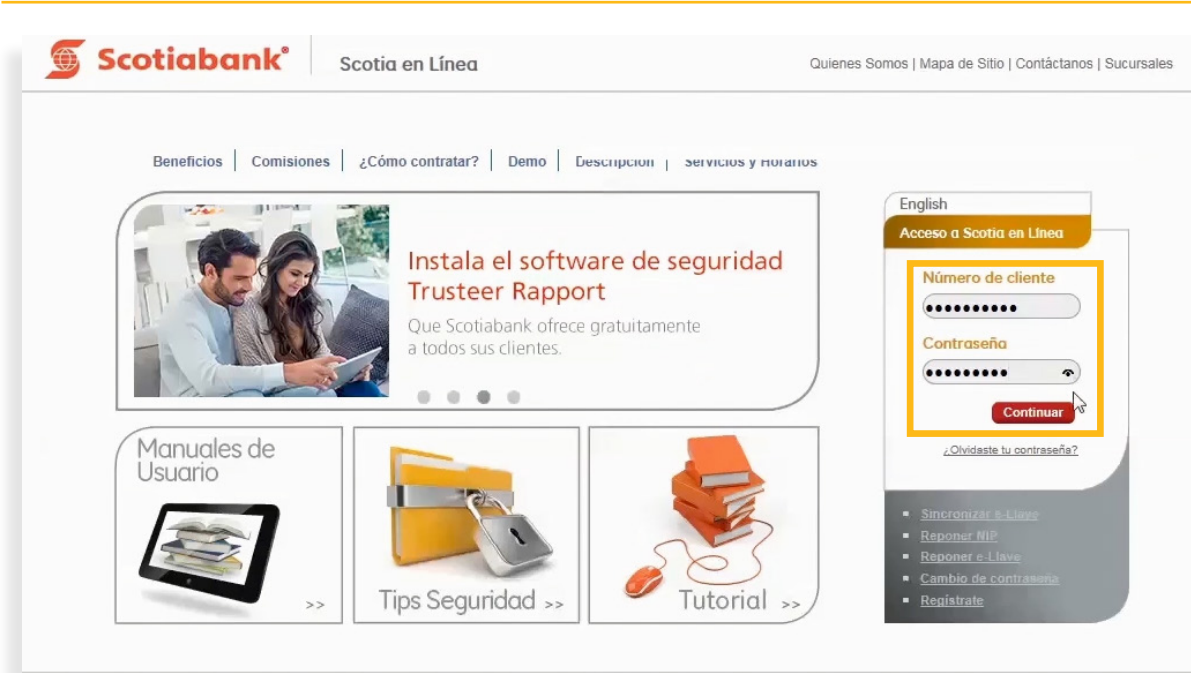 Scotiabank®
Scotia en Línea
Quienes Somos | Mapa de Sitio | Contáctanos | Sucursales
Beneficios | Comisiones | ¿Cómo contratar? | Demo | Descripción | Servicios y Horarios
Instala el software de seguridad
Trusteer Rapport
Que Scotiabank ofrece gratuitamente
a todos sus clientes.
English
Acceso a Scotia en Línea
Número de cliente
Contraseña
Continuar
¿Olvidaste tu contraseña?
Manuales de
Usuario
>>
Tips Seguridad >>
Tutorial >>
Sincronizar e-Llave
Reponer NIP
Reponer e-Llave
Cambio de contraseña
Regístrate